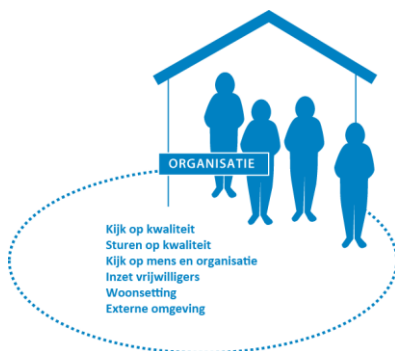 ORGANISATIE
Kijk op kwaliteit
Sturen op kwaliteit
Kijk op mens en organisatie
Inzet vrijwilligers
Woonsetting
Externe omgeving